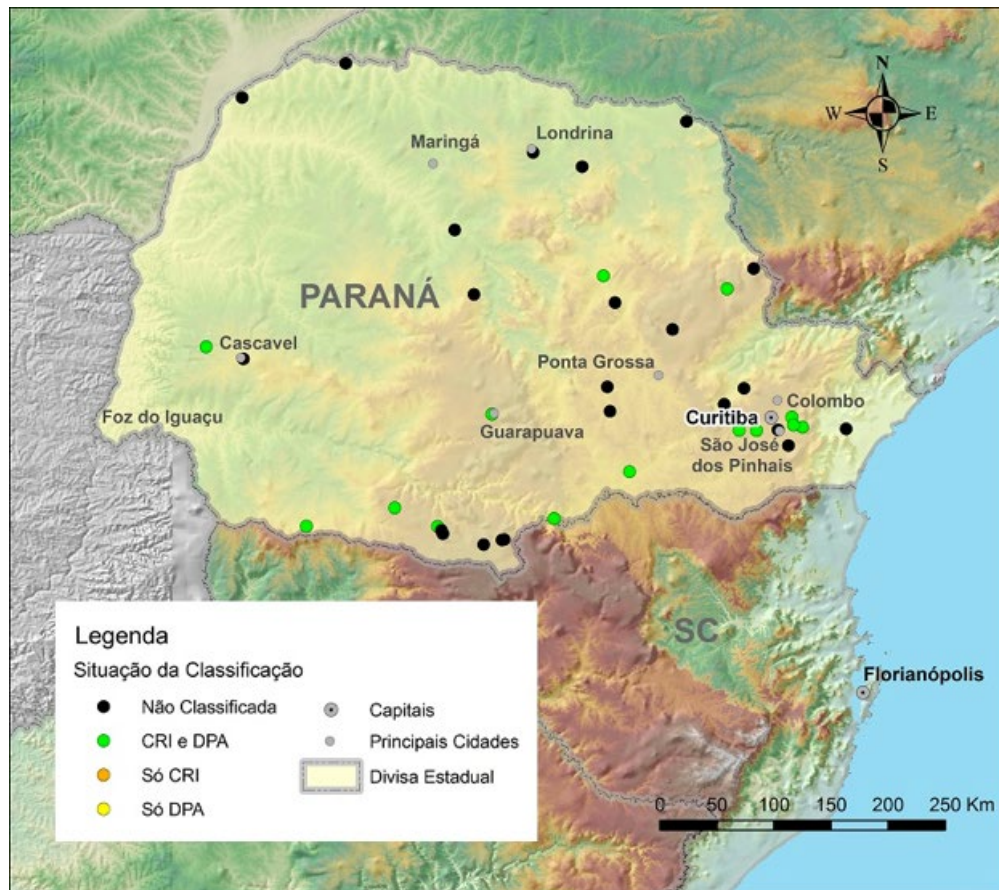 N
W
E
S
Maringá
Londrina
PARANÁ
Cascavel
Ponta Grossa
Foz do Iguaçu
Guarapuava
Curitiba
Colombo
São José
dos Pinhais
SC
Florianópolis
Legenda
Situação da Classificação
Não Classificada
CRI e DPA
Só CRI
Só DPA
Capitais
Principais Cidades
Divisa Estadual
0 50 100 150 200 250 Km